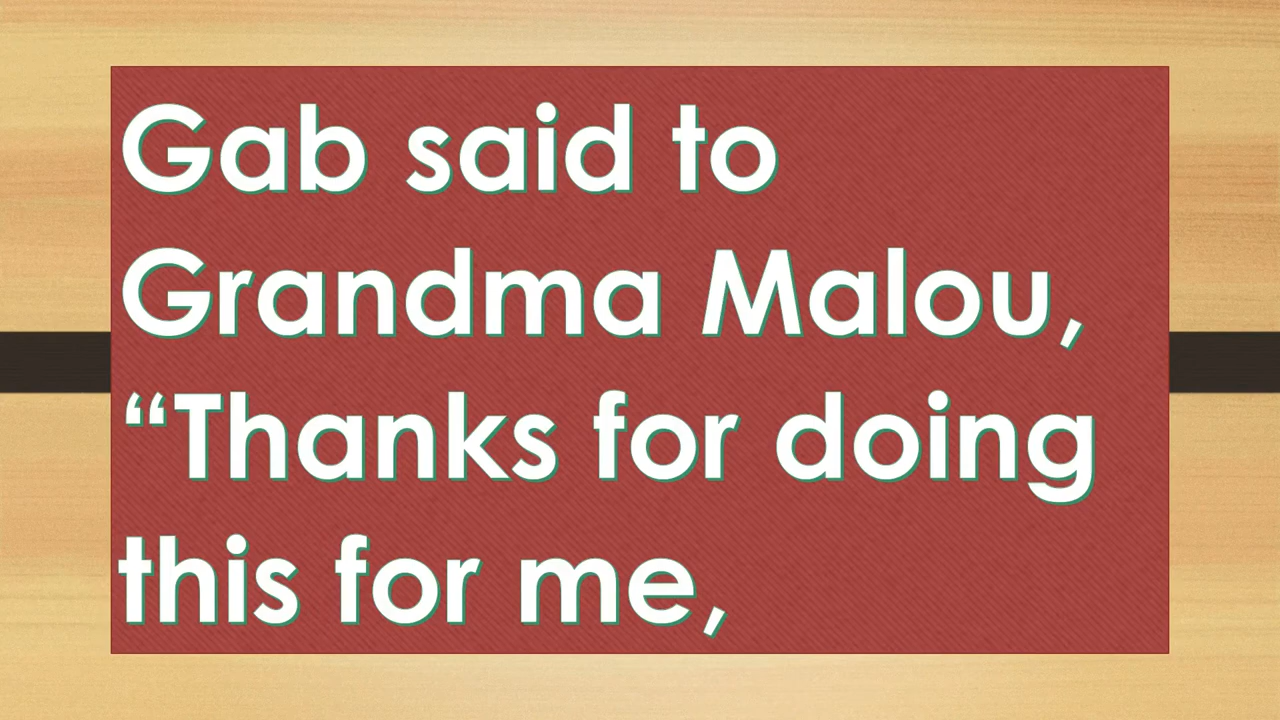 Gab said to
Grandma Malou,
“Thanks for doing
this for me,